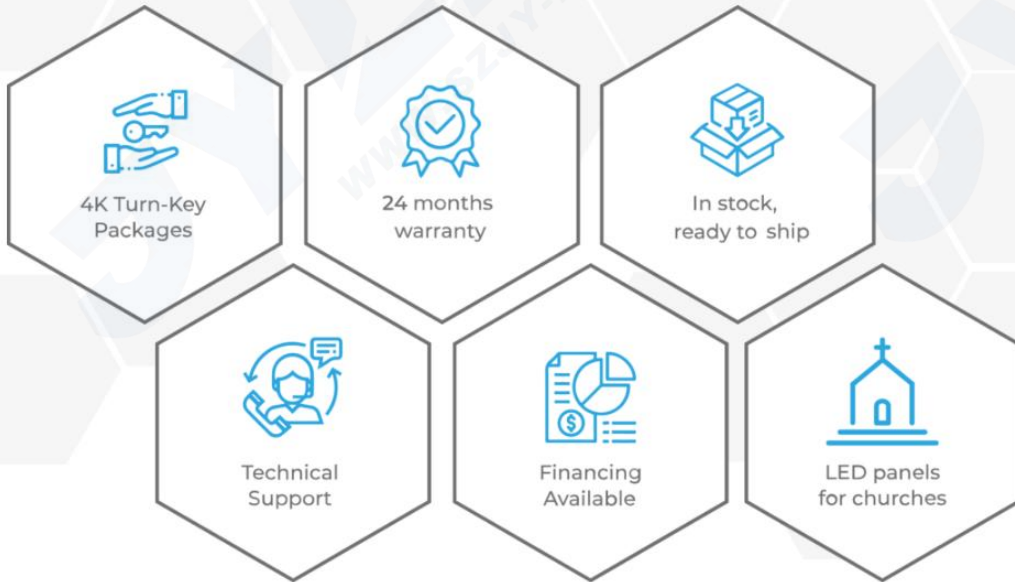 4K Turn-Key
Packages
24 months
warranty
In stock,
ready to ship
Technical
Support
$
Financing
Available
LED panels
for churches